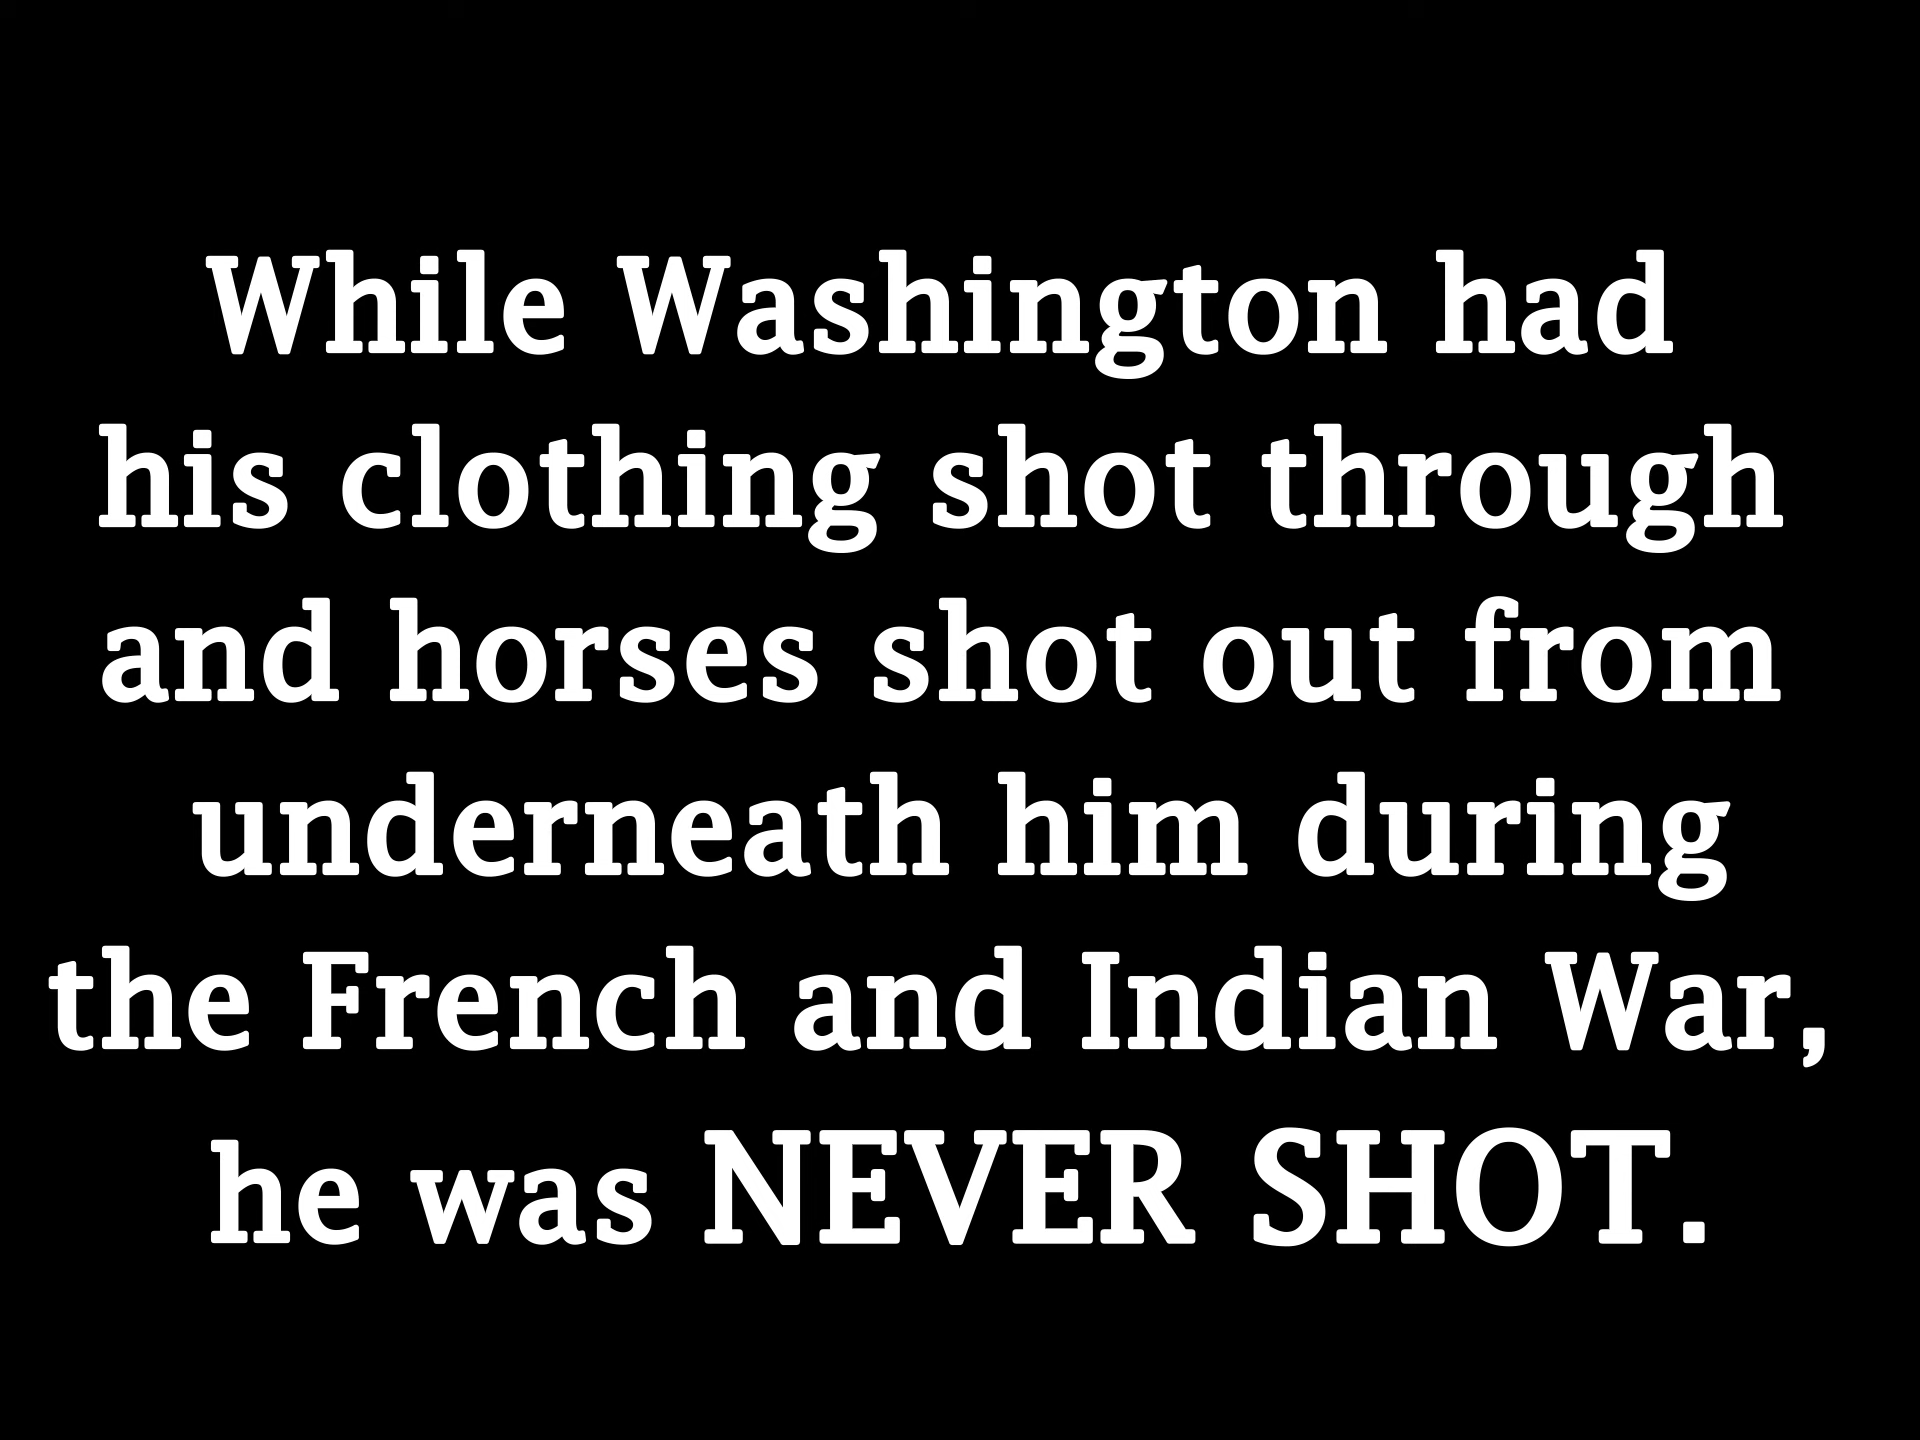 While Washington had
his clothing shot through
and horses shot out from
underneath him during
the French and Indian War,
he was NEVER SHOT.